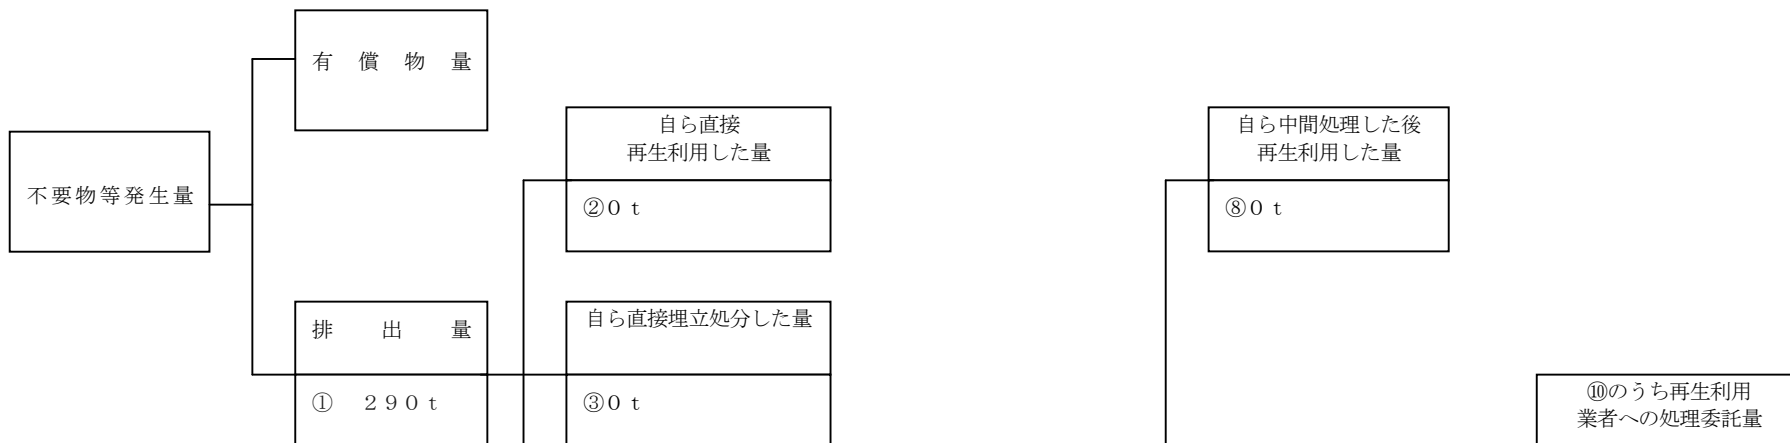 有償物量
自ら直接
再生利用した量
自ら中間処理した後
再生利用した量
不要物等発生量
②０ｔ
⑧０ｔ
排出量
自ら直接埋立処分した量
①　２９０ｔ
③０ｔ
⑩のうち再生利用
業者への処理委託量